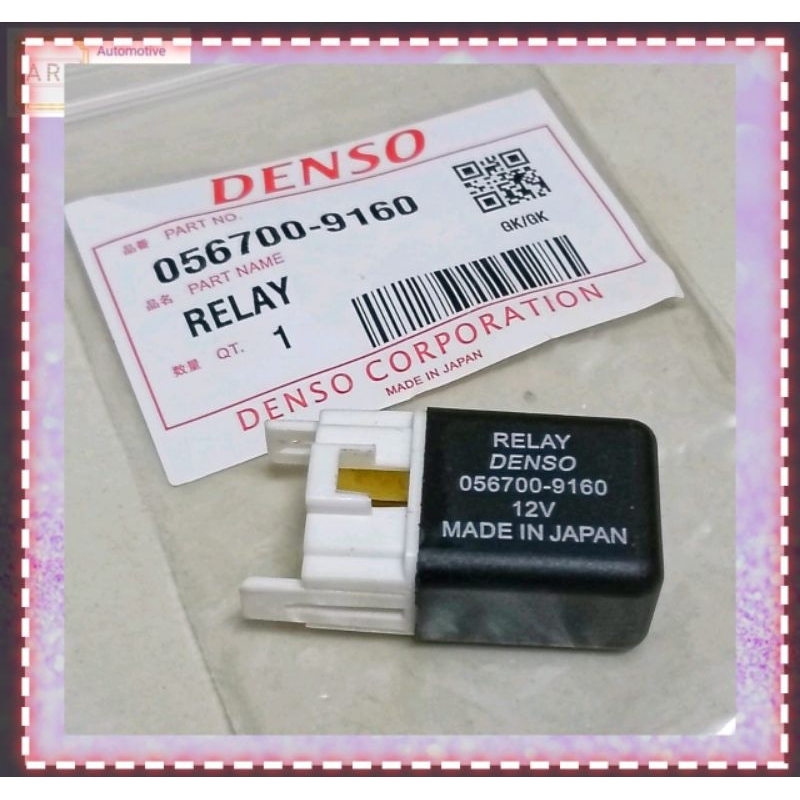 Automotive
AR
DENSO
品番 PART NO.
056700-9160
GK/GK
品名 PART NAME
RELAY
数量 QT. 1
DENSO CORPORATION
MADE IN JAPAN
RELAY
DENSO
056700-9160
12V
MADE IN JAPAN